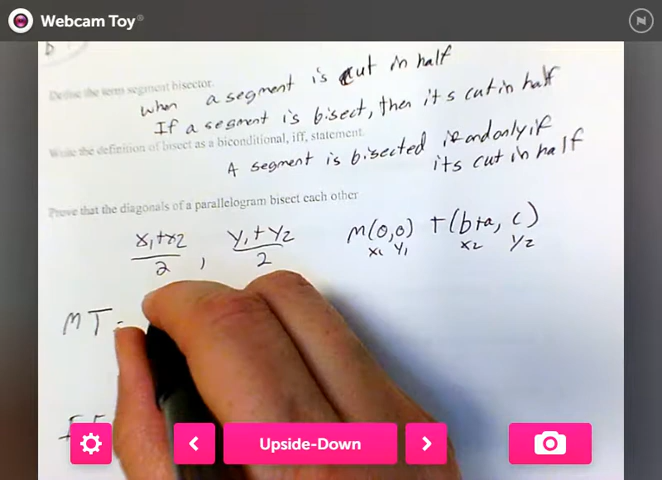 Webcam Toy
b
Define the term segment bisector.
when a segment is cut in half
If a segment is bisect, then its cut in half
Write the definition of bisect as a biconditional, iff, statement.
A segment is bisected if and only if
its cut in half
Prove that the diagonals of a parallelogram bisect each other
x1+x2/2 , y1+y2/2 M(0,0) T(b+a, c)
x1 y1 x2 y2
MT=
Upside-Down